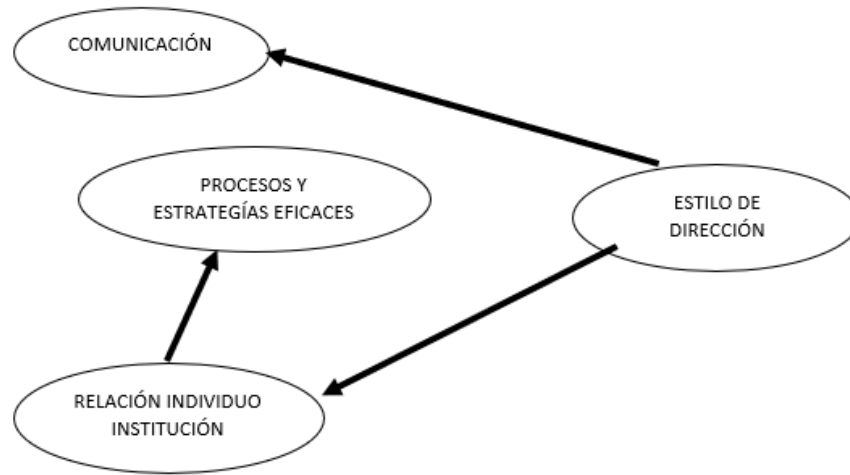 COMUNICACIÓN
PROCESOS Y
ESTRATEGÍAS EFICACES
ESTILO DE
DIRECCIÓN
RELACIÓN INDIVIDUO
INSTITUCIÓN